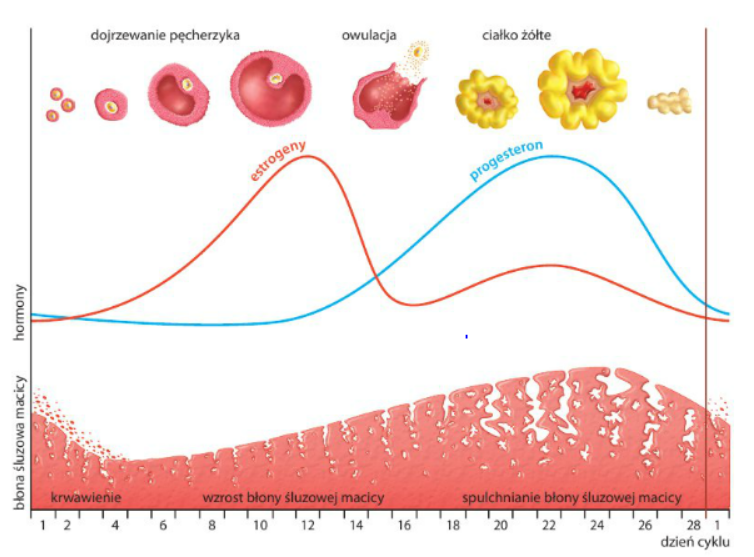 dojrzewanie pęcherzyka
owulacja
ciałko żółte
estrogeny
progesteron
hormony
błona śluzowa macicy
krwawienie
wzrost błony śluzowej macicy
spulchnianie błony śluzowej macicy
1 2 4 6 8 10 12 14 16 18 20 22 24 26 28 1
dzień cyklu